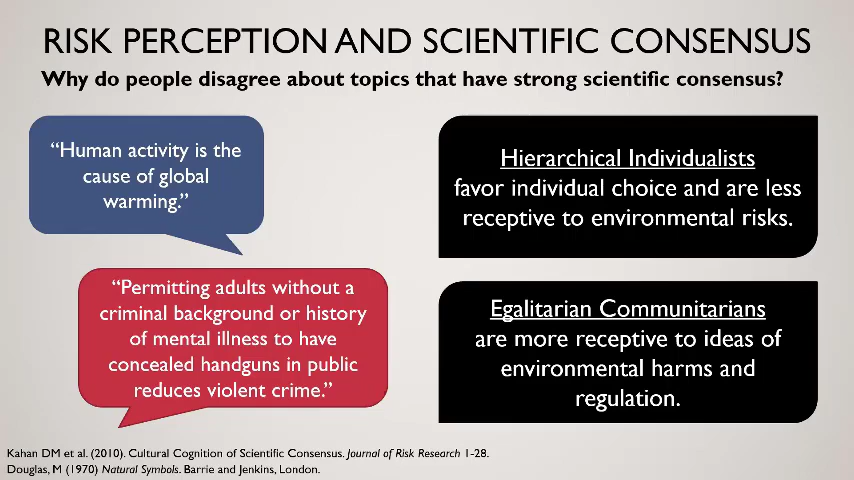 RISK PERCEPTION AND SCIENTIFIC CONSENSUS
Why do people disagree about topics that have strong scientific consensus?
“Human activity is the
cause of global
warming.”
“Permitting adults without a
criminal background or history
of mental illness to have
concealed handguns in public
reduces violent crime.”
Hierarchical Individualists
favor individual choice and are less
receptive to environmental risks.
Egalitarian Communitarians
are more receptive to ideas of
environmental harms and
regulation.
Kahan DM et al. (2010). Cultural Cognition of Scientific Consensus. Journal of Risk Research 1-28.
Douglas, M (1970) Natural Symbols. Barrie and Jenkins, London.